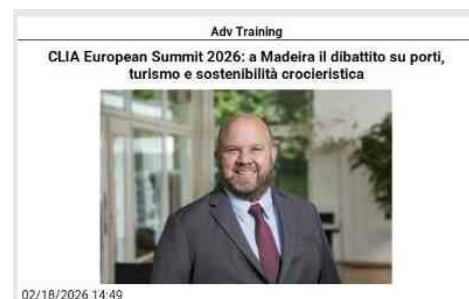 Adv Training
CLIA European Summit 2026: a Madeira il dibattito su porti,
turismo e sostenibilità crocieristica
02/18/2026 14:49